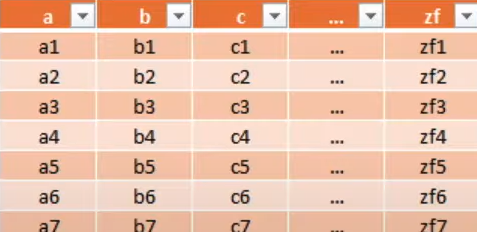 a b c ... zf
a1 b1 c1 ... zf1
a2 b2 c2 ... zf2
a3 b3 c3 ... zf3
a4 b4 c4 ... zf4
a5 b5 c5 ... zf5
a6 b6 c6 ... zf6
a7 b7 c7 ... zf7